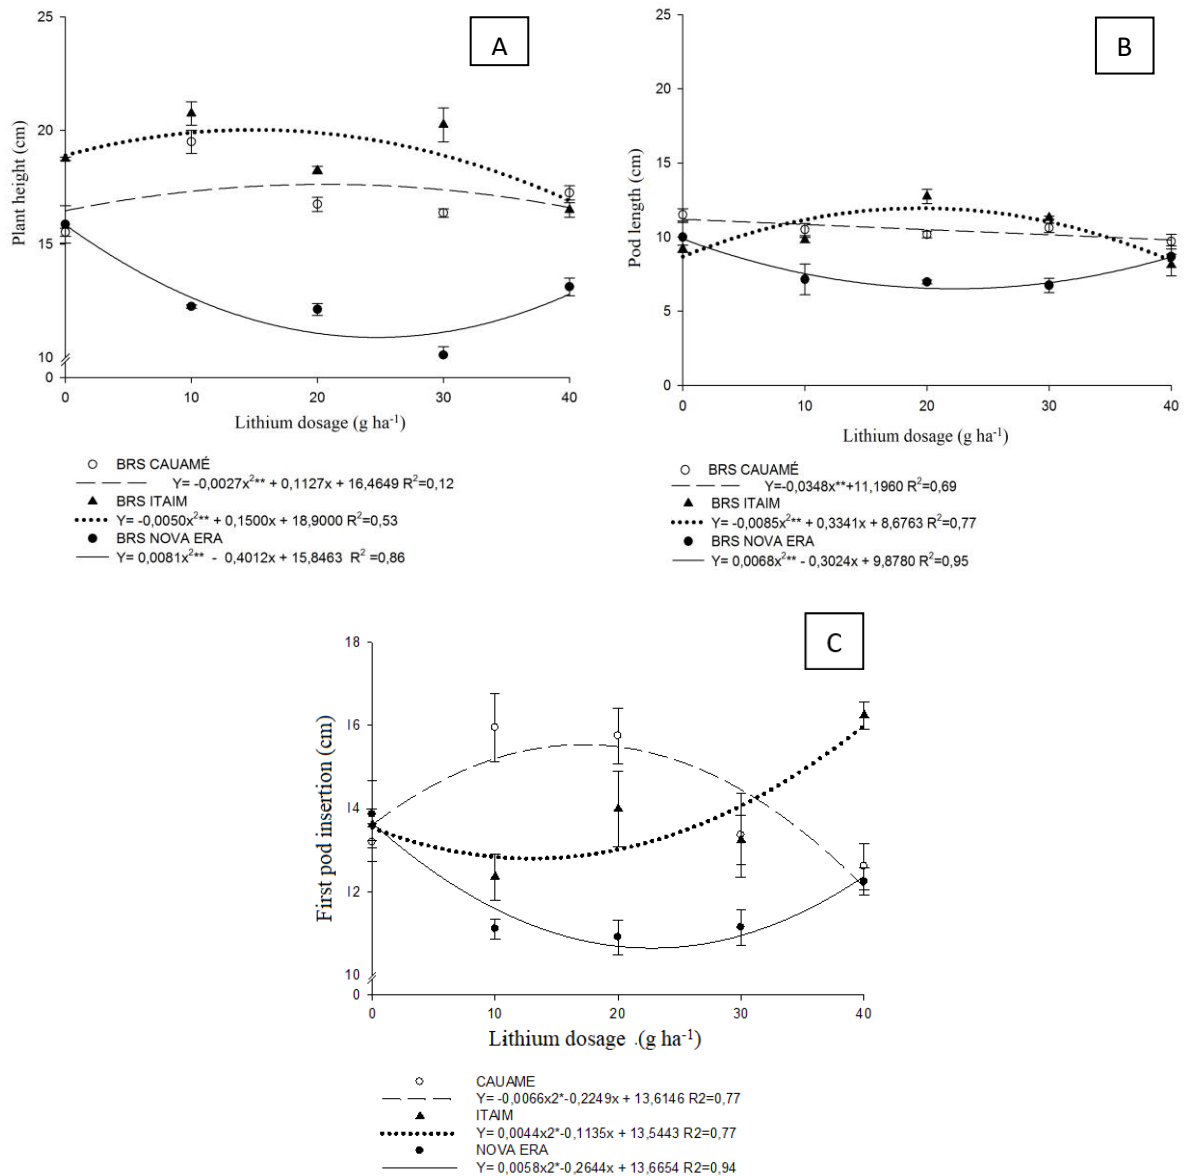 A
25
20
15
10
0
Plant height (cm)
0 10 20 30 40
Lithium dosage (g ha-1)
BRS CAUAMÉ
Y= -0,0027x2** + 0,1127x + 16,4649 R2=0,12
BRS ITAIM
Y= -0,0050x2** + 0,1500x + 18,9000 R2=0,53
BRS NOVA ERA
Y= 0,0081x2** - 0,4012x + 15,8463 R2 =0,86
B
25
20
15
10
5
0
Pod length (cm)
0 10 20 30 40
Lithium dosage (g ha-1)
BRS CAUAMÉ
Y=-0,0348x**+11,1960 R2=0,69
BRS ITAIM
Y= -0,0085x2** + 0,3341x + 8,6763 R2=0,77
BRS NOVA ERA
Y= 0,0068x2** - 0,3024x + 9,8780 R2=0,95
C
18
16
14
12
10
0
First pod insertion (cm)
0 10 20 30 40
Lithium dosage .(g ha-1)
CAUAME
Y= -0,0066x2*-0,2249x + 13,6146 R2=0,77
ITAIM
Y= 0,0044x2*-0,1135x + 13,5443 R2=0,77
NOVA ERA
Y= 0,0058x2*-0,2644x + 13,6654 R2=0,94